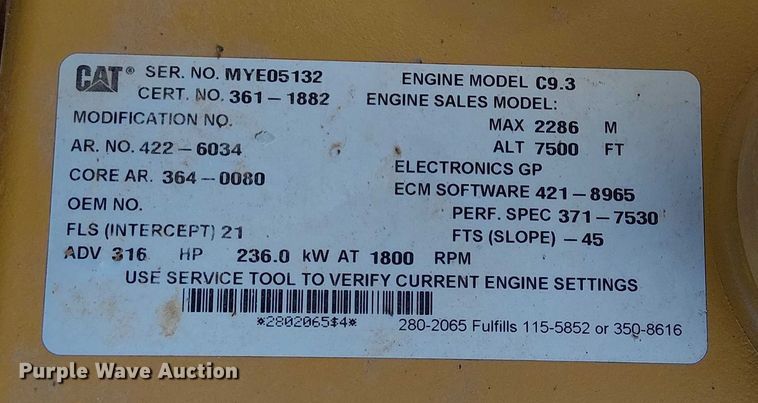 CAT® SER. NO. MYE05132 ENGINE MODEL C9.3
CERT. NO. 361-1882 ENGINE SALES MODEL:
MODIFICATION NO. MAX 2286 M
AR. NO. 422-6034 ALT 7500 FT
CORE AR. 364-0080 ELECTRONICS GP
OEM NO. ECM SOFTWARE 421-8965
PERF. SPEC 371-7530
FLS (INTERCEPT) 21 FTS (SLOPE) -45
ADV 316 HP 236.0 kW AT 1800 RPM
USE SERVICE TOOL TO VERIFY CURRENT ENGINE SETTINGS
*2802065$4* 280-2065 Fulfills 115-5852 or 350-8616
Purple Wave Auction